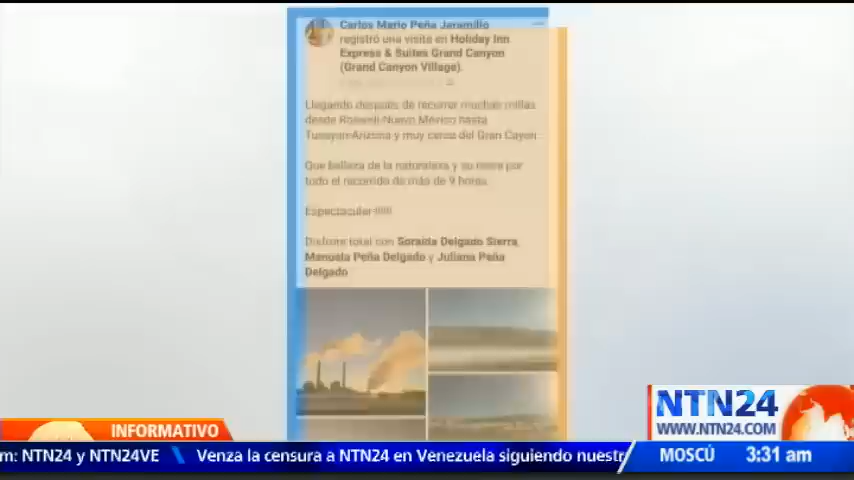 Carlos Mario Peña Jaramillo
registró una visita en Holiday Inn
Express & Suites Grand Canyon
(Grand Canyon Village).
Llegando después de recorrer muchas millas
desde Roswell-Nuevo México hasta
Tusayan-Arizona y muy cerca del Gran Cayon.
Que belleza de la naturaleza y su nieve por
todo el recorrido de más de 9 horas.
Espectacular !!!!!
Disfrute total con Soraida Delgado Sierra,
Manuela Peña Delgado y Juliana Peña
Delgado
NTN24
WWW.NTN24.COM
INFORMATIVO
m: NTN24 y NTN24VE \ Venza la censura a NTN24 en Venezuela siguiendo nuestr
MOSCÚ 3:31 am